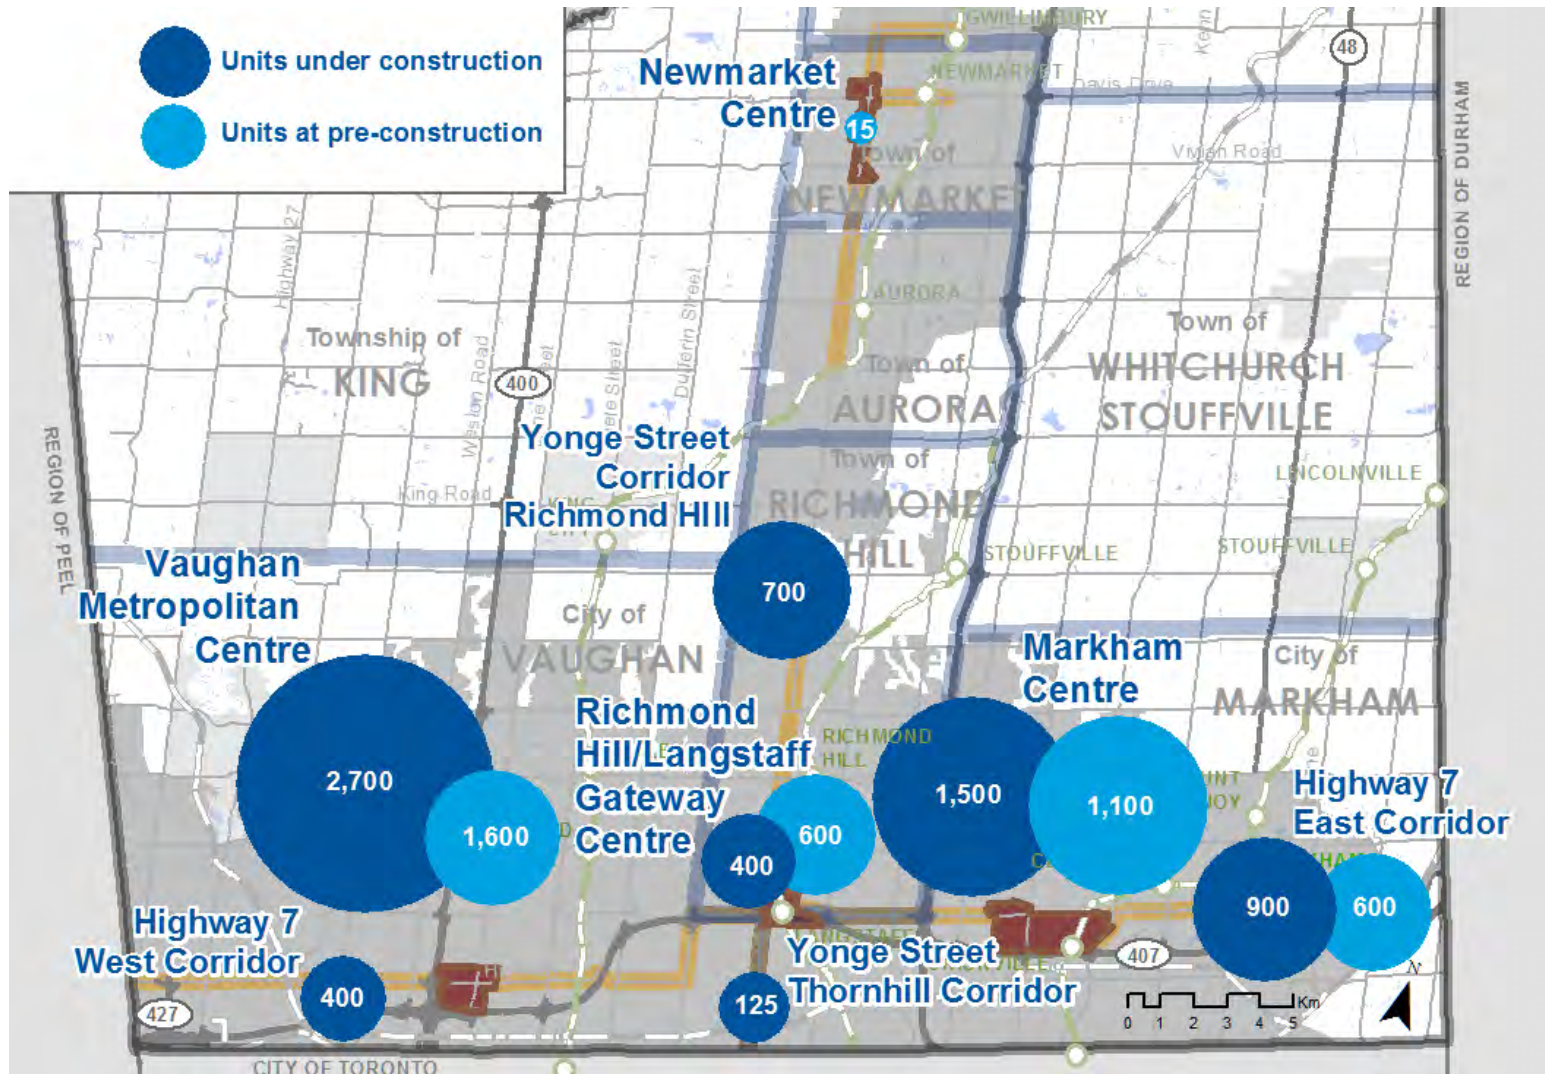 Units under construction
Units at pre-construction
GWILLIMBURY
48
Newmarket
Centre
NEWMARKET
Davis Drive
15
Town of
NEWMARKET
Vivian Road
REGION OF DURHAM
Highway 27
AURORA
Dufferin Street
Township of
KING
Weston Road
400
Town of
AURORA
Town of
WHITCHURCH
STOUFFVILLE
Yonge Street
Corridor
Richmond HIll
King Road
Town of
RICHMOND
HILL
LINCOLNVILLE
STOUFFVILLE
STOUFFVILLE
REGION OF PEEL
Vaughan
Metropolitan
Centre
700
City of
VAUGHAN
Markham
Centre
City of
MARKHAM
Richmond
Hill/Langstaff
Gateway
Centre
RICHMOND
HILL
2,700
1,600
400
600
1,500
1,100
Highway 7
East Corridor
900
600
Highway 7
West Corridor
400
427
Yonge Street
Thornhill Corridor
125
407
N
Km
0 1 2 3 4 5
CITY OF TORONTO